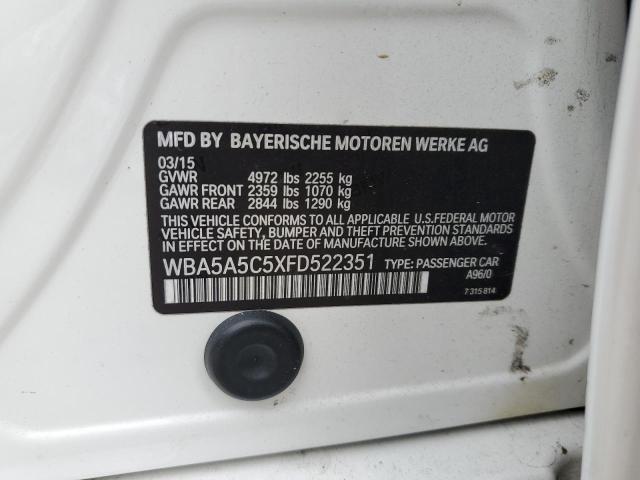 MFD BY BAYERISCHE MOTOREN WERKE AG
03/15
GVWR 4972 lbs 2255 kg
GAWR FRONT 2359 lbs 1070 kg
GAWR REAR 2844 lbs 1290 kg
THIS VEHICLE CONFORMS TO ALL APPLICABLE U.S.FEDERAL MOTOR
VEHICLE SAFETY, BUMPER AND THEFT PREVENTION STANDARDS
IN EFFECT ON THE DATE OF MANUFACTURE SHOWN ABOVE.
WBA5A5C5XFD522351 TYPE: PASSENGER CAR
A96/0
7 315 814